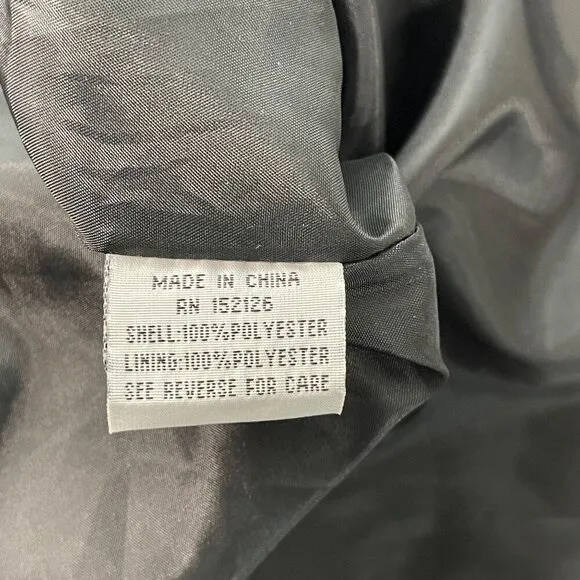 MADE IN CHINA
RN 152126
SHELL:100%POLYESTER
LINING:100%POLYESTER
SEE REVERSE FOR CARE